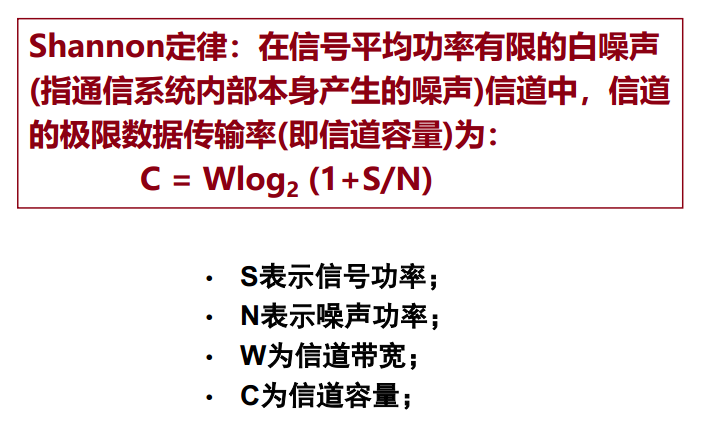 Shannon定律：在信号平均功率有限的白噪声
(指通信系统内部本身产生的噪声)信道中，信道
的极限数据传输率(即信道容量)为：
C = Wlog₂ (1+S/N)
• S表示信号功率；
• N表示噪声功率；
• W为信道带宽；
• C为信道容量；